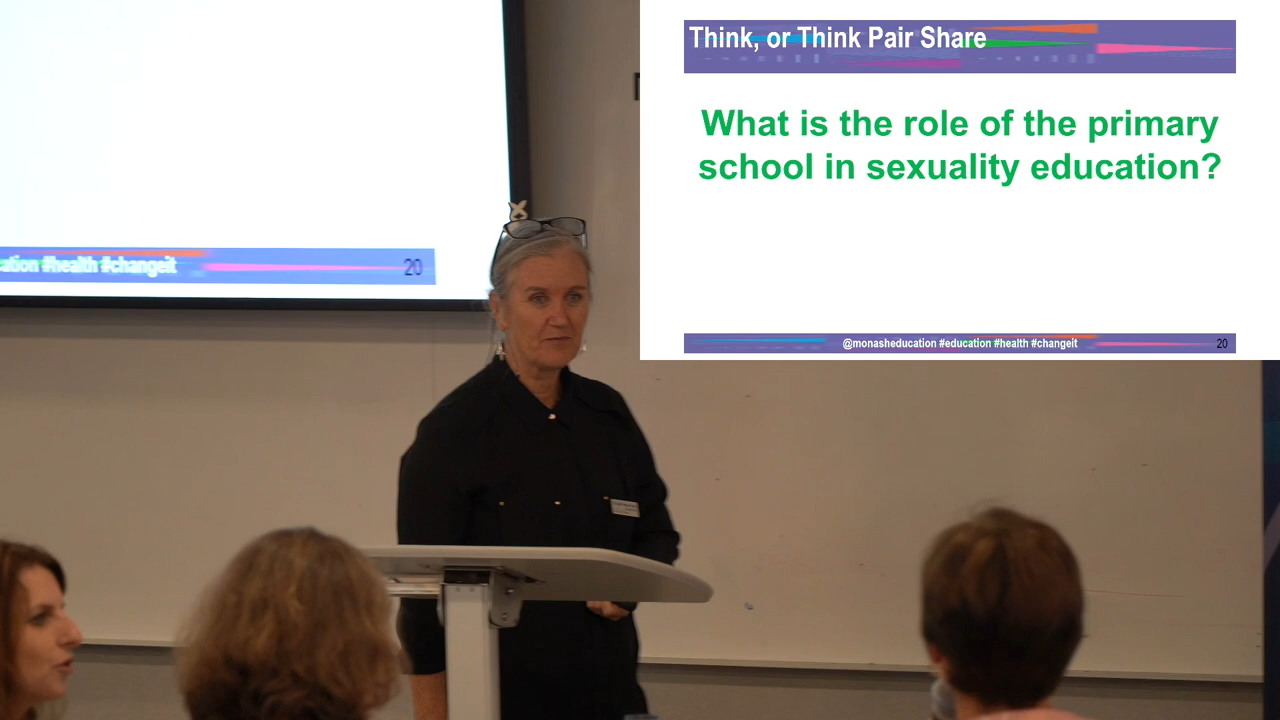 Think, or Think Pair Share
What is the role of the primary
school in sexuality education?
@monasheducation #education #health #changeit 20
#health #changeit 20